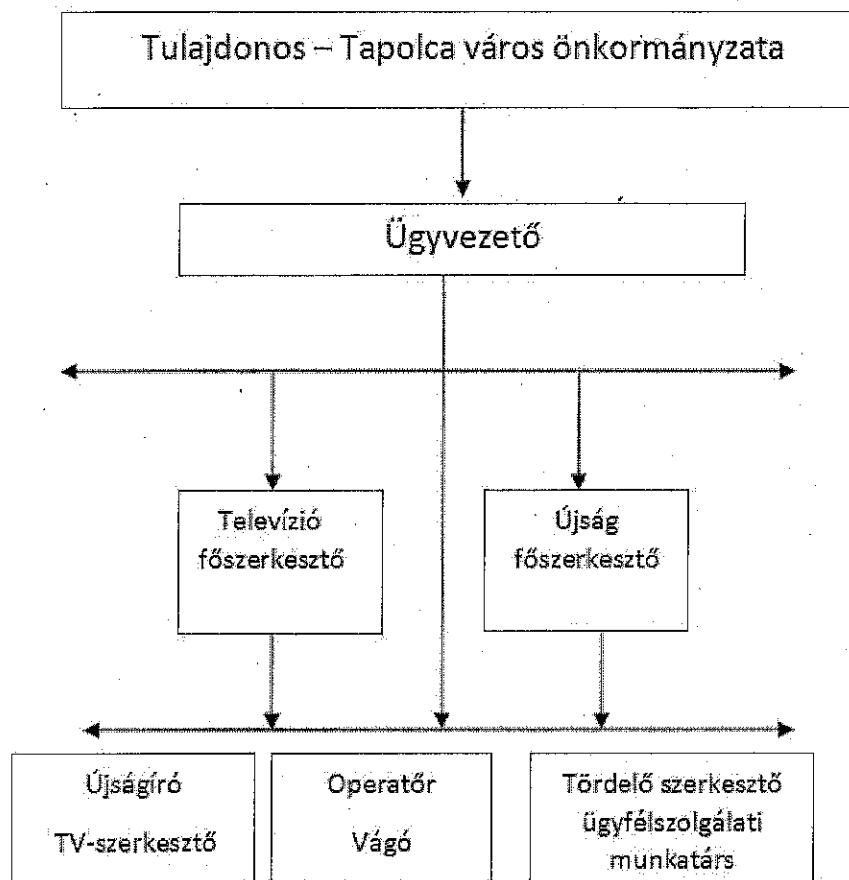 Tulajdonos – Tapolca város önkormányzata
Ügyvezető
Televízió
főszerkesztő
Újság
főszerkesztő
Újságíró
TV-szerkesztő
Operatőr
Vágó
Tördelő szerkesztő
ügyfélszolgálati
munkatárs